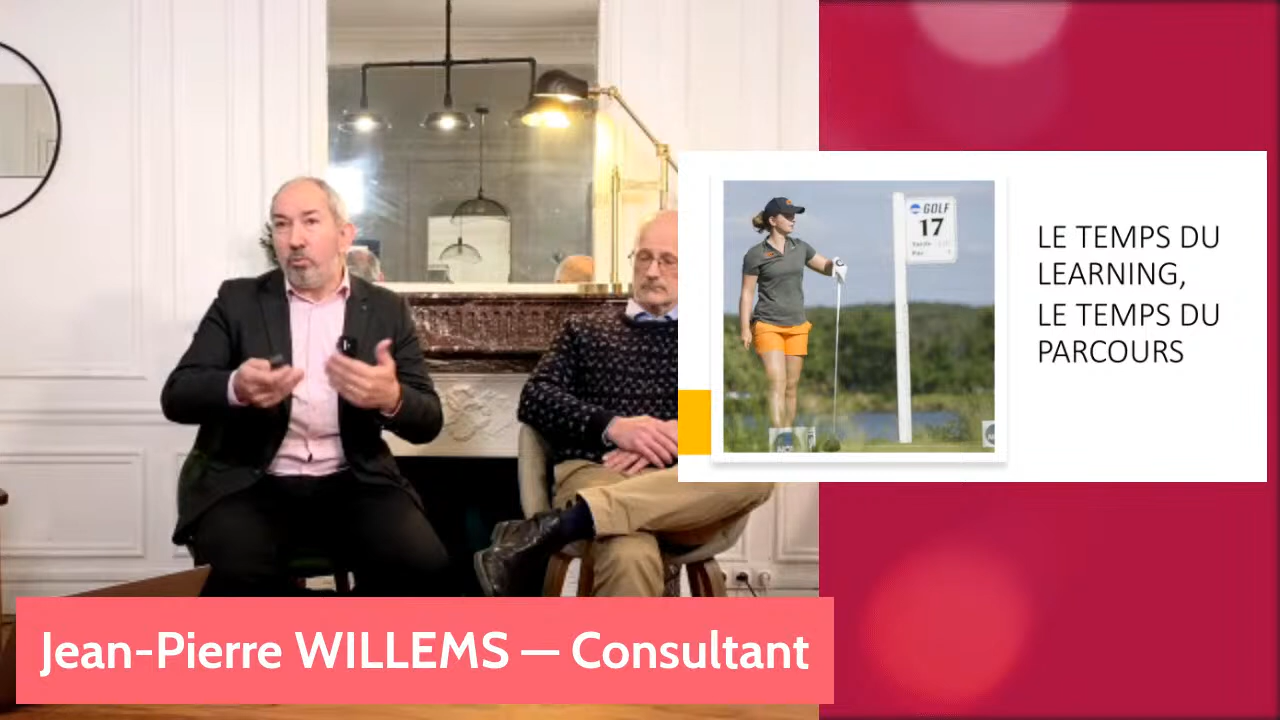 GOLF
17
LE TEMPS DU
LEARNING,
LE TEMPS DU
PARCOURS
Jean-Pierre WILLEMS — Consultant